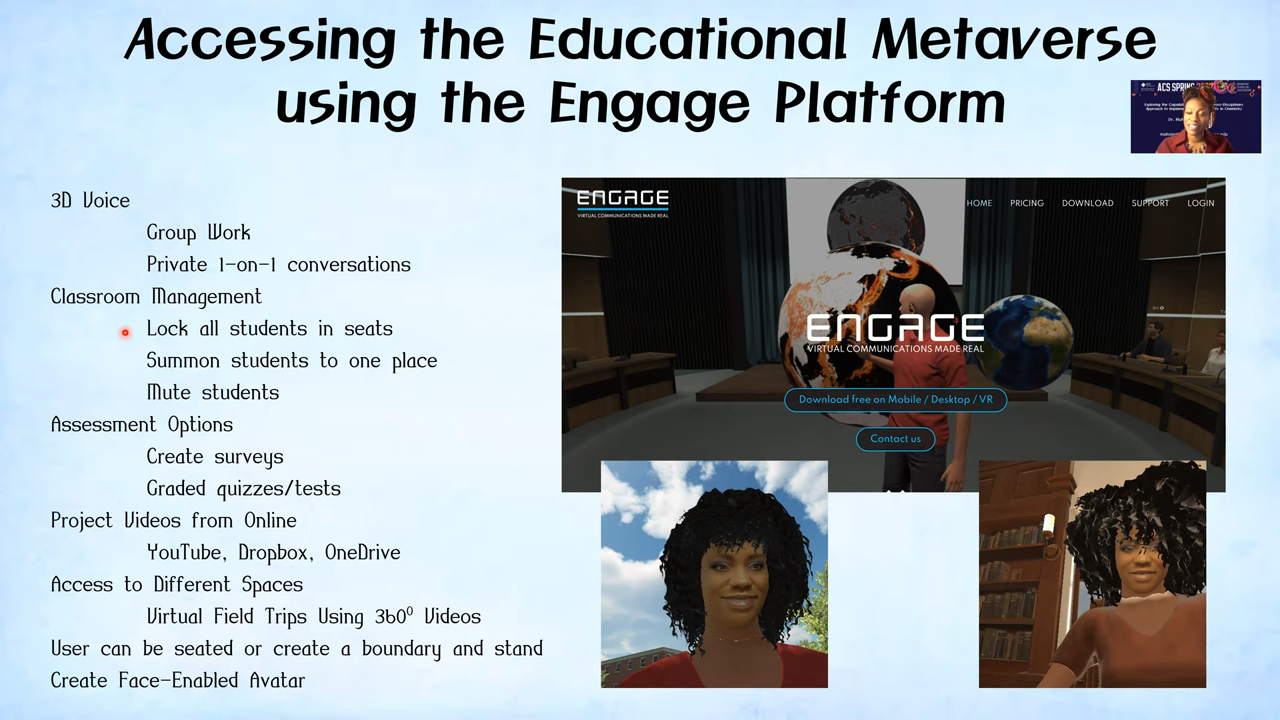 Accessing the Educational Metaverse
using the Engage Platform
ACS SPRING
Dr.
3D Voice
Group Work
Private 1-on-1 conversations
Classroom Management
Lock all students in seats
Summon students to one place
Mute students
Assessment Options
Create surveys
Graded quizzes/tests
Project Videos from Online
YouTube, Dropbox, OneDrive
Access to Different Spaces
Virtual Field Trips Using 360⁰ Videos
User can be seated or create a boundary and stand
Create Face-Enabled Avatar
ENGAGE
VIRTUAL COMMUNICATIONS MADE REAL
HOME PRICING DOWNLOAD SUPPORT LOGIN
ENGAGE
VIRTUAL COMMUNICATIONS MADE REAL
Download free on Mobile / Desktop / VR
Contact us